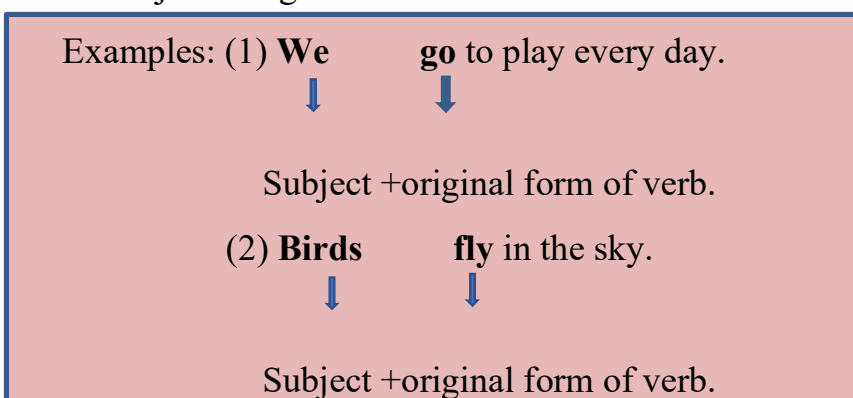 Examples: (1) We go to play every day.
Subject +original form of verb.
(2) Birds fly in the sky.
Subject +original form of verb.